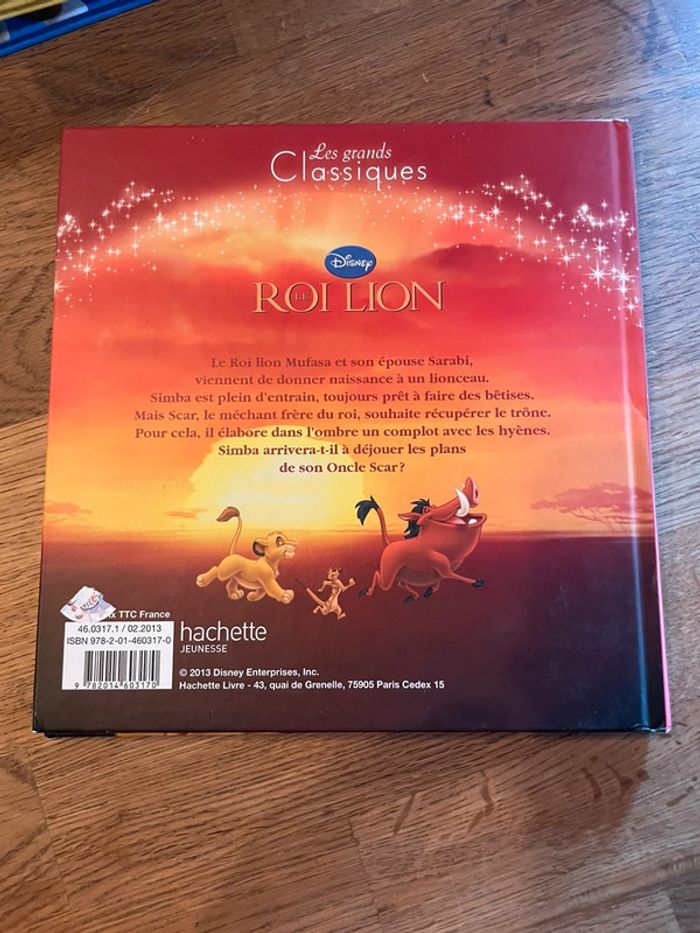 Les grands
Classiques
Disney
LE
ROI LION
Le Roi lion Mufasa et son épouse Sarabi,
viennent de donner naissance à un lionceau.
Simba est plein d'entrain, toujours prêt à faire des bêtises.
Mais Scar, le méchant frère du roi, souhaite récupérer le trône.
Pour cela, il élabore dans l'ombre un complot avec les hyènes.
Simba arrivera-t-il à déjouer les plans
de son Oncle Scar ?
TTC France
46.0317.1 / 02.2013
ISBN 978-2-01-460317-0
9 782014 603170
hachette
JEUNESSE
© 2013 Disney Enterprises, Inc.
Hachette Livre - 43, quai de Grenelle, 75905 Paris Cedex 15